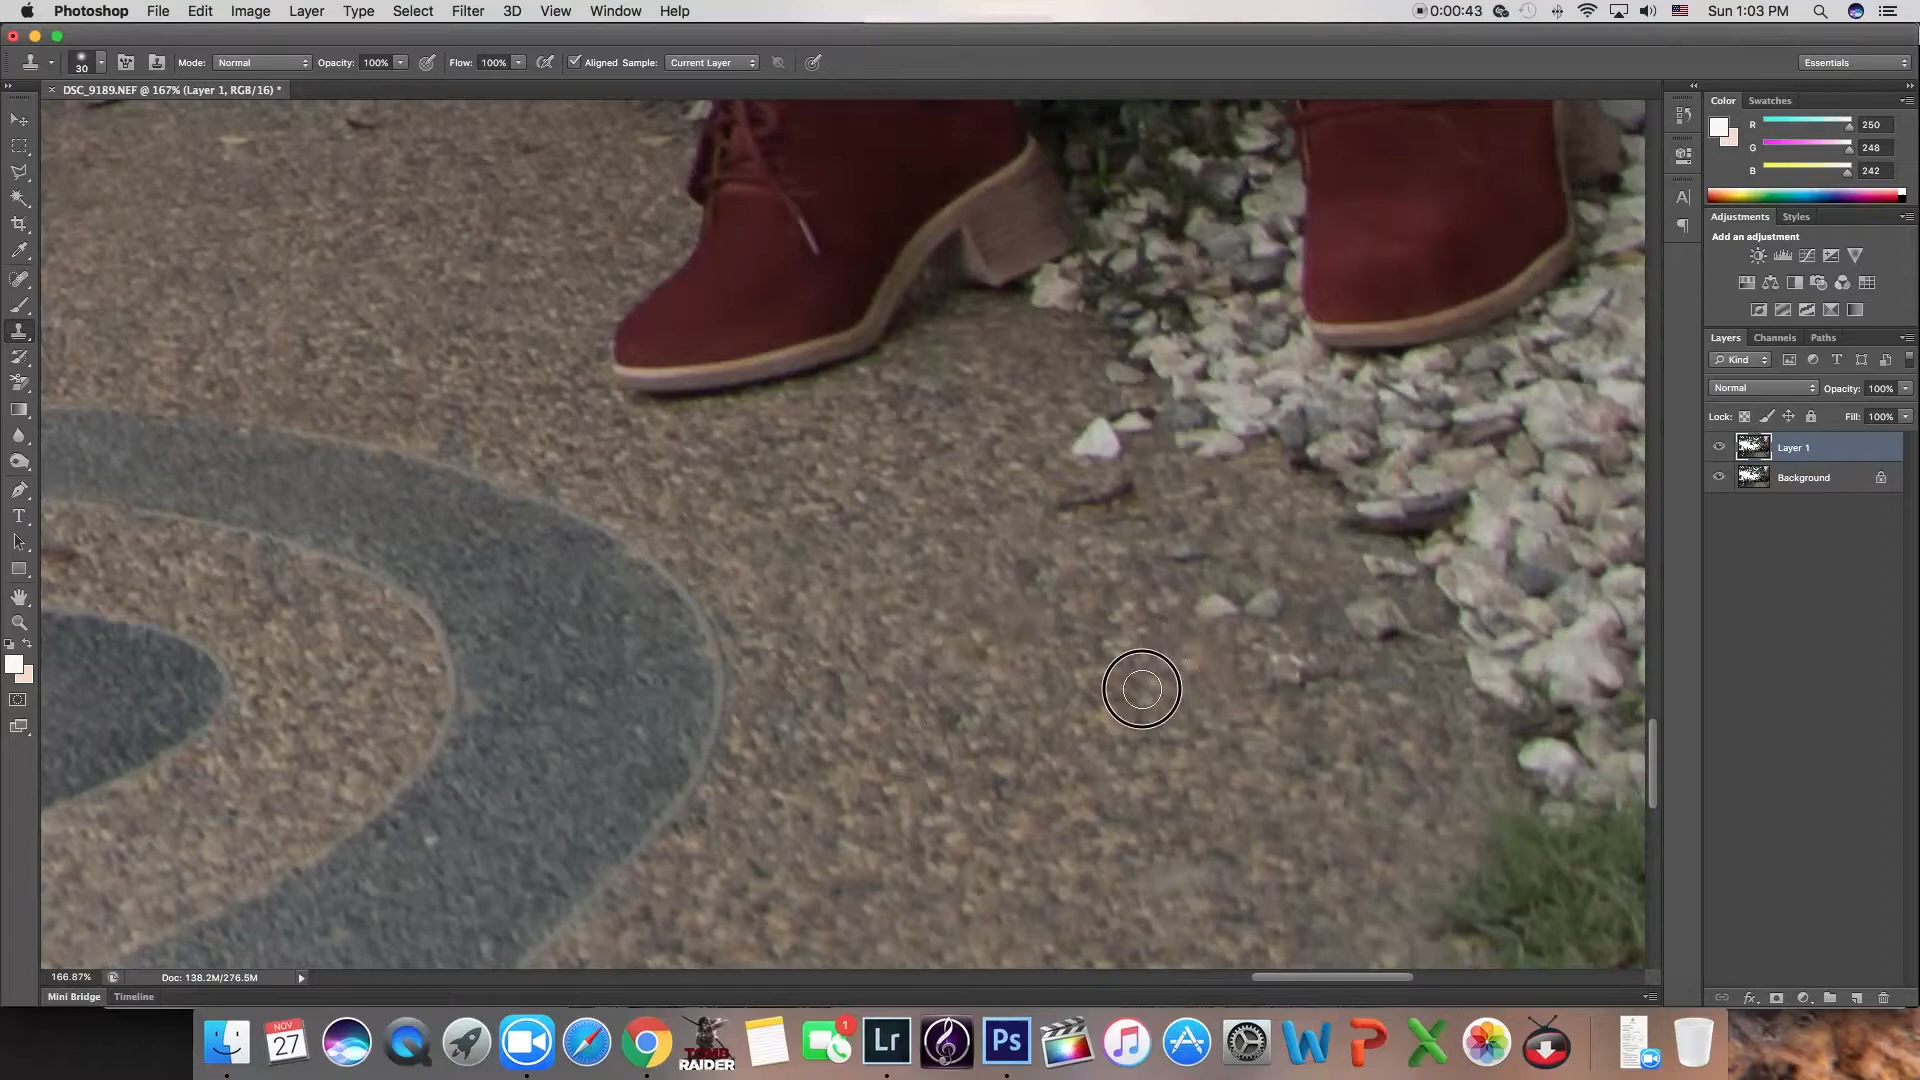 Photoshop File Edit Image Layer Type Select Filter 3D View Window Help 0:00:43 Sun 1:03 PM
30 Mode: Normal Opacity: 100% Flow: 100% Aligned Sample: Current Layer Essentials
DSC_9189.NEF @ 167% (Layer 1, RGB/16) *
Color Swatches
R 250
G 248
B 242
Adjustments Styles
Add an adjustment
Layers Channels Paths
Kind
Normal Opacity: 100%
Lock: Fill: 100%
Layer 1
Background
166.87% Doc: 138.2M/276.5M
Mini Bridge Timeline
NOV
27
TOMB
RAIDER
1
Lr
Ps